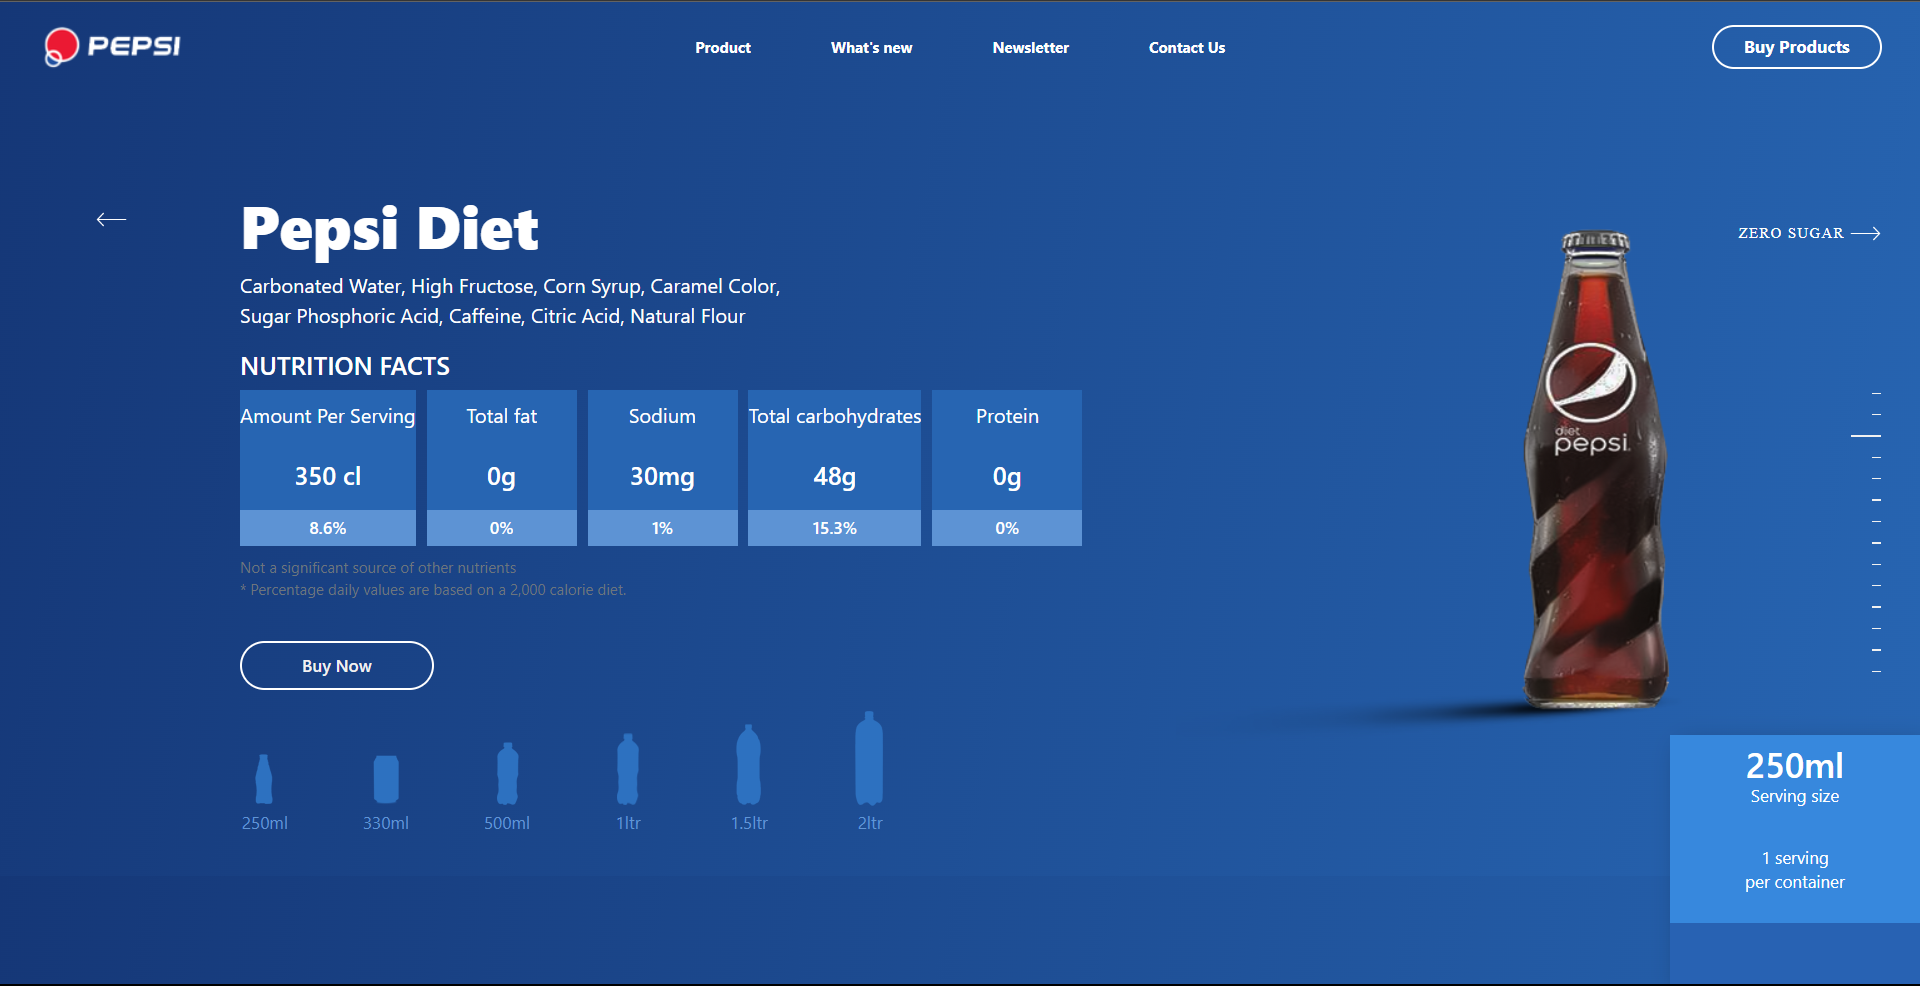 PEPSI
Product
What's new
Newsletter
Contact Us
Buy Products
Pepsi Diet
ZERO SUGAR
Carbonated Water, High Fructose, Corn Syrup, Caramel Color,
Sugar Phosphoric Acid, Caffeine, Citric Acid, Natural Flour
NUTRITION FACTS
Amount Per Serving
350 cl
8.6%
Total fat
0g
0%
Sodium
30mg
1%
Total carbohydrates
48g
15.3%
Protein
0g
0%
Not a significant source of other nutrients
* Percentage daily values are based on a 2,000 calorie diet.
Buy Now
250ml
330ml
500ml
1ltr
1.5ltr
2ltr
diet
pepsi.
250ml
Serving size
1 serving
per container